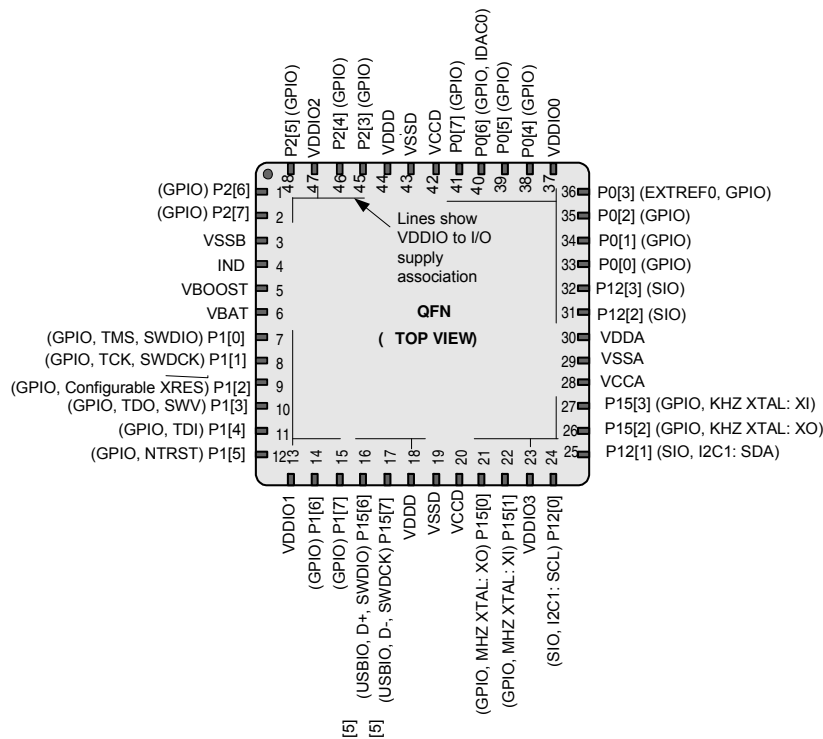 P2[5] (GPIO)
VDDIO2
P2[4] (GPIO)
P2[3] (GPIO)
VDDD
VSSD
VCCD
P0[7] (GPIO)
P0[6] (GPIO, IDAC0)
P0[5] (GPIO)
P0[4] (GPIO)
VDDIO0
48
47
46
45
44
43
42
41
40
39
38
37
(GPIO) P2[6]
1
(GPIO) P2[7]
2
VSSB
3
IND
4
VBOOST
5
VBAT
6
(GPIO, TMS, SWDIO) P1[0]
7
(GPIO, TCK, SWDCK) P1[1]
8
(GPIO, Configurable XRES) P1[2]
9
(GPIO, TDO, SWV) P1[3]
10
(GPIO, TDI) P1[4]
11
(GPIO, NTRST) P1[5]
12
Lines show
VDDIO to I/O
supply
association
QFN
( TOP VIEW)
36 P0[3] (EXTREF0, GPIO)
35 P0[2] (GPIO)
34 P0[1] (GPIO)
33 P0[0] (GPIO)
32 P12[3] (SIO)
31 P12[2] (SIO)
30 VDDA
29 VSSA
28 VCCA
27 P15[3] (GPIO, KHZ XTAL: XI)
26 P15[2] (GPIO, KHZ XTAL: XO)
25 P12[1] (SIO, I2C1: SDA)
13
14
15
16
17
18
19
20
21
22
23
24
VDDIO1
(GPIO) P1[6]
(GPIO) P1[7]
(USBIO, D+, SWDIO) P15[6]
(USBIO, D-, SWDCK) P15[7]
VDDD
VSSD
VCCD
(GPIO, MHZ XTAL: XO) P15[0]
(GPIO, MHZ XTAL: XI) P15[1]
VDDIO3
(SIO, I2C1: SCL) P12[0]
[5]
[5]